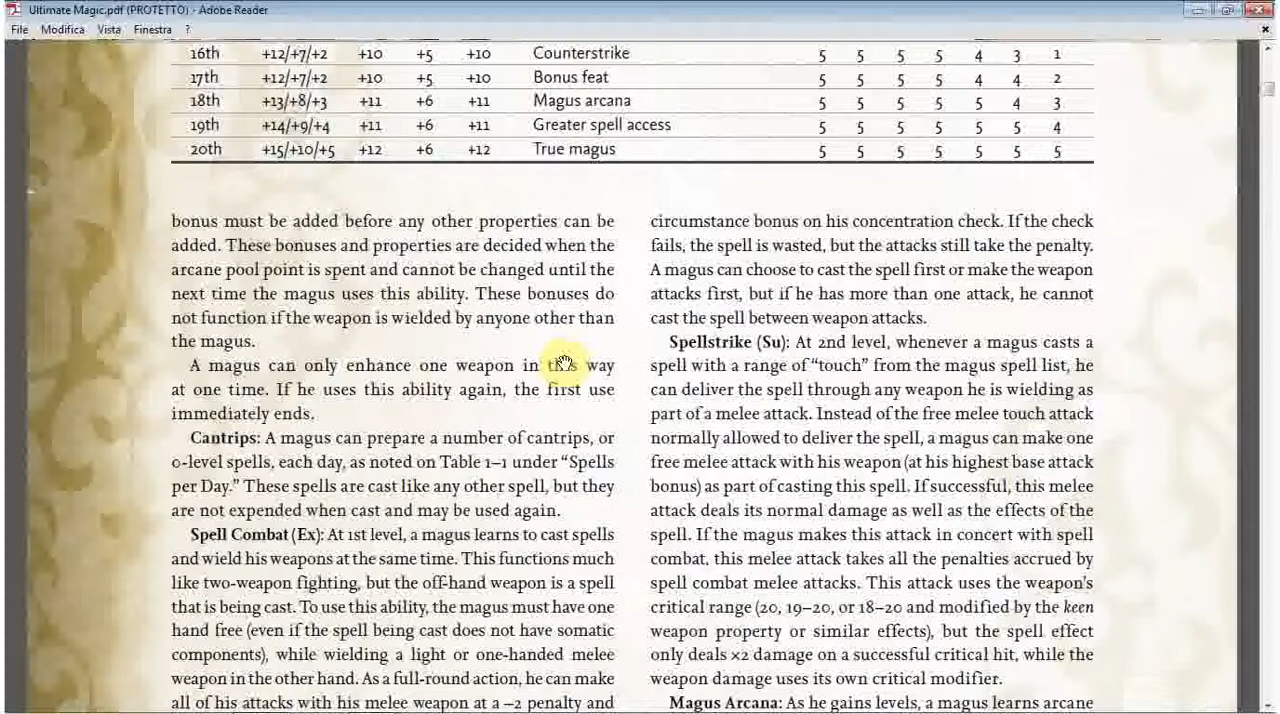 Ultimate Magic.pdf (PROTETTO) - Adobe Reader
File Modifica Vista Finestra ?
16th +12/+7/+2 +10 +5 +10 Counterstrike 5 5 5 5 4 3 1
17th +12/+7/+2 +10 +5 +10 Bonus feat 5 5 5 5 4 4 2
18th +13/+8/+3 +11 +6 +11 Magus arcana 5 5 5 5 5 4 3
19th +14/+9/+4 +11 +6 +11 Greater spell access 5 5 5 5 5 5 4
20th +15/+10/+5 +12 +6 +12 True magus 5 5 5 5 5 5 5
bonus must be added before any other properties can be
added. These bonuses and properties are decided when the
arcane pool point is spent and cannot be changed until the
next time the magus uses this ability. These bonuses do
not function if the weapon is wielded by anyone other than
the magus.
A magus can only enhance one weapon in this way
at one time. If he uses this ability again, the first use
immediately ends.
Cantrips: A magus can prepare a number of cantrips, or
0-level spells, each day, as noted on Table 1–1 under “Spells
per Day.” These spells are cast like any other spell, but they
are not expended when cast and may be used again.
Spell Combat (Ex): At 1st level, a magus learns to cast spells
and wield his weapons at the same time. This functions much
like two-weapon fighting, but the off-hand weapon is a spell
that is being cast. To use this ability, the magus must have one
hand free (even if the spell being cast does not have somatic
components), while wielding a light or one-handed melee
weapon in the other hand. As a full-round action, he can make
all of his attacks with his melee weapon at a –2 penalty and
circumstance bonus on his concentration check. If the check
fails, the spell is wasted, but the attacks still take the penalty.
A magus can choose to cast the spell first or make the weapon
attacks first, but if he has more than one attack, he cannot
cast the spell between weapon attacks.
Spellstrike (Su): At 2nd level, whenever a magus casts a
spell with a range of “touch” from the magus spell list, he
can deliver the spell through any weapon he is wielding as
part of a melee attack. Instead of the free melee touch attack
normally allowed to deliver the spell, a magus can make one
free melee attack with his weapon (at his highest base attack
bonus) as part of casting this spell. If successful, this melee
attack deals its normal damage as well as the effects of the
spell. If the magus makes this attack in concert with spell
combat, this melee attack takes all the penalties accrued by
spell combat melee attacks. This attack uses the weapon’s
critical range (20, 19–20, or 18–20 and modified by the keen
weapon property or similar effects), but the spell effect
only deals ×2 damage on a successful critical hit, while the
weapon damage uses its own critical modifier.
Magus Arcana: As he gains levels, a magus learns arcane